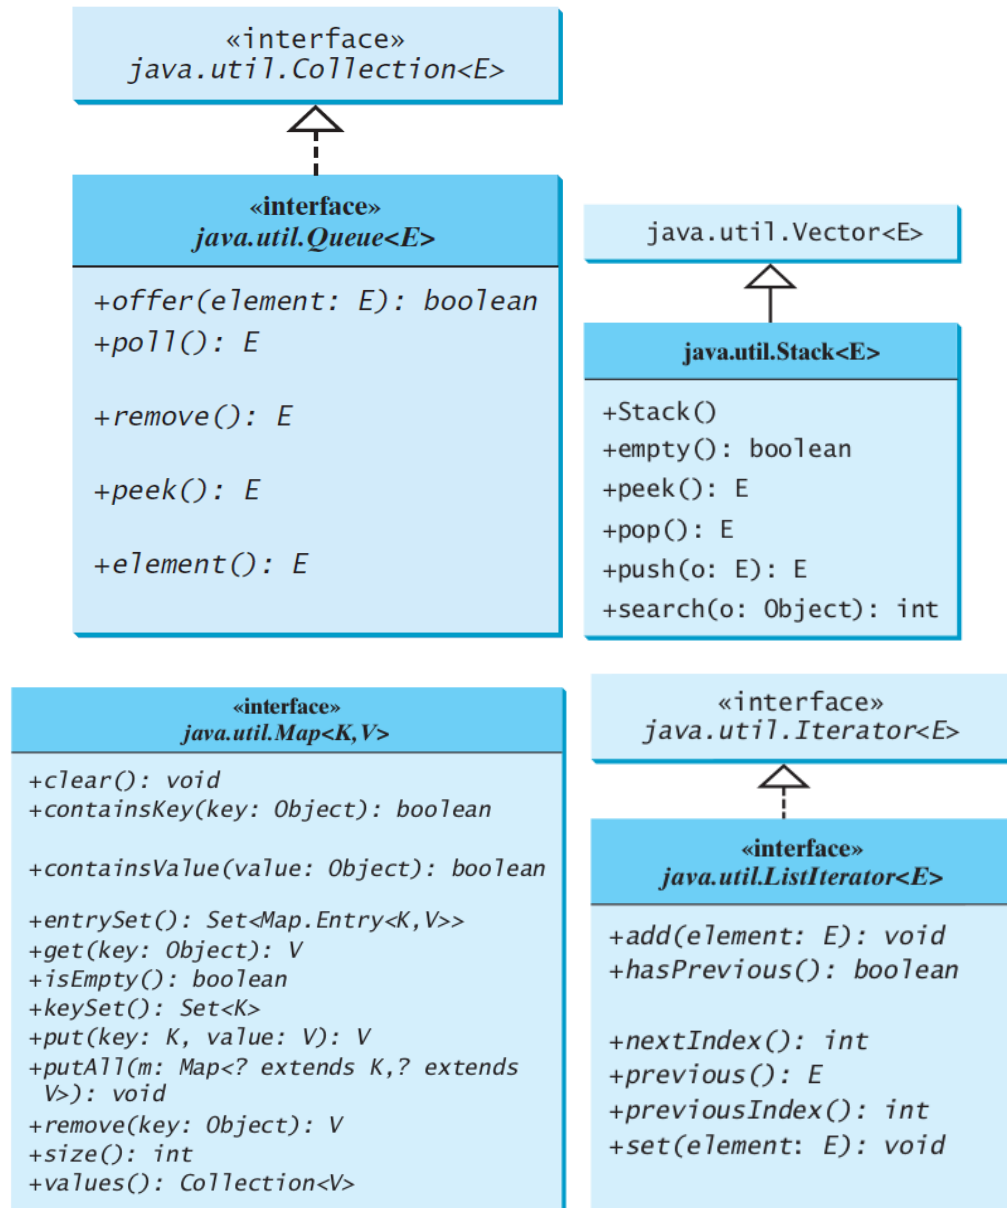 «interface»
java.util.Collection<E>
«interface»
java.util.Queue<E>
+offer(element: E): boolean
+poll(): E
+remove(): E
+peek(): E
+element(): E
java.util.Vector<E>
java.util.Stack<E>
+Stack()
+empty(): boolean
+peek(): E
+pop(): E
+push(o: E): E
+search(o: Object): int
«interface»
java.util.Map<K,V>
+clear(): void
+containsKey(key: Object): boolean
+containsValue(value: Object): boolean
+entrySet(): Set<Map.Entry<K,V>>
+get(key: Object): V
+isEmpty(): boolean
+keySet(): Set<K>
+put(key: K, value: V): V
+putAll(m: Map<? extends K,? extends
V>): void
+remove(key: Object): V
+size(): int
+values(): Collection<V>
«interface»
java.util.Iterator<E>
«interface»
java.util.ListIterator<E>
+add(element: E): void
+hasPrevious(): boolean
+nextIndex(): int
+previous(): E
+previousIndex(): int
+set(element: E): void